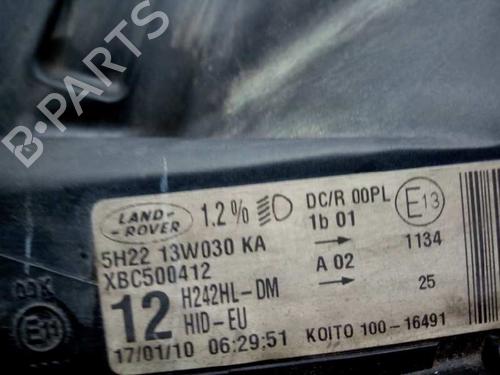 B-PARTS
LAND-
ROVER
1.2%
DC/R 00PL
1b 01
E13
5H22 13W030 KA
→ 1134
XBC500412
A 02
→ 25
12 H242HL-DM
HID-EU
17/01/10 06:29:51 KOITO 100-16491